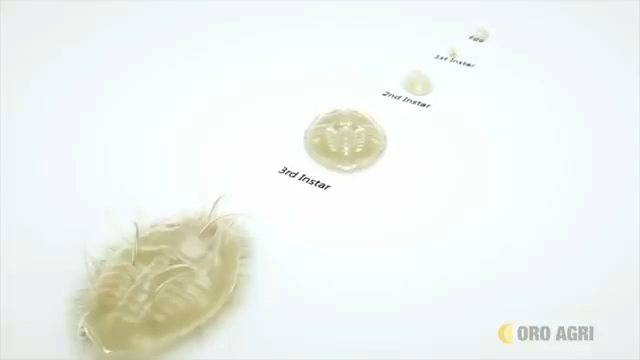 egg
1st Instar
2nd Instar
3rd Instar
ORO AGRI